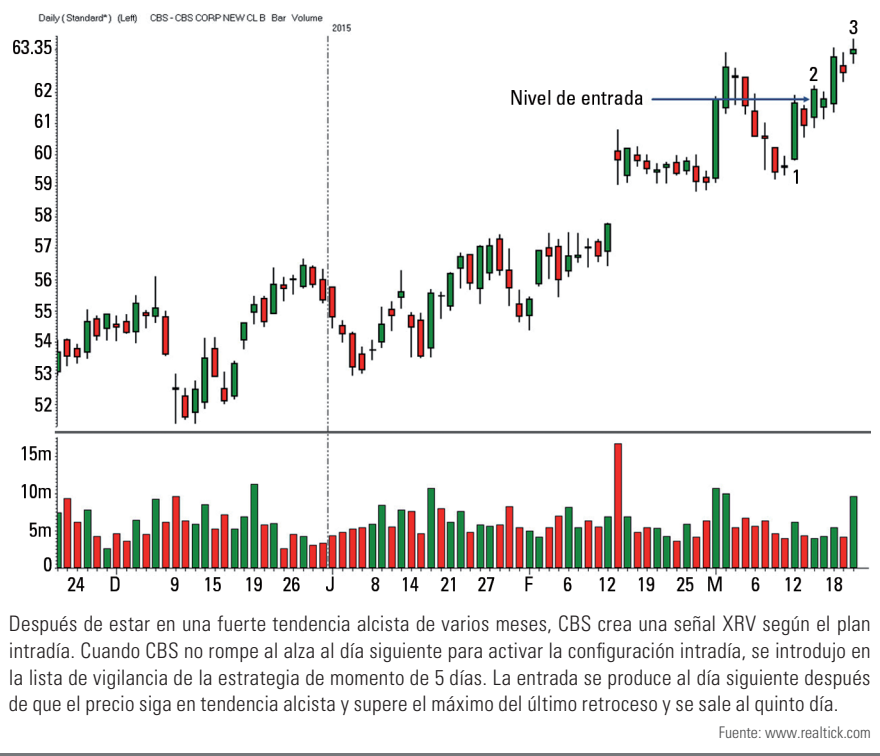 Daily (Standard*) (Left) CBS - CBS CORP NEW CL B Bar Volume
2015
63.35
62
61
60
59
58
57
56
55
54
53
52
Nivel de entrada
1
2
3
15m
10m
5m
0
24 D 9 15 19 26 J 8 14 21 27 F 6 12 19 25 M 6 12 18
Después de estar en una fuerte tendencia alcista de varios meses, CBS crea una señal XRV según el plan
intradía. Cuando CBS no rompe al alza al día siguiente para activar la configuración intradía, se introdujo en
la lista de vigilancia de la estrategia de momento de 5 días. La entrada se produce al día siguiente después
de que el precio siga en tendencia alcista y supere el máximo del último retroceso y se sale al quinto día.
Fuente: www.realtick.com